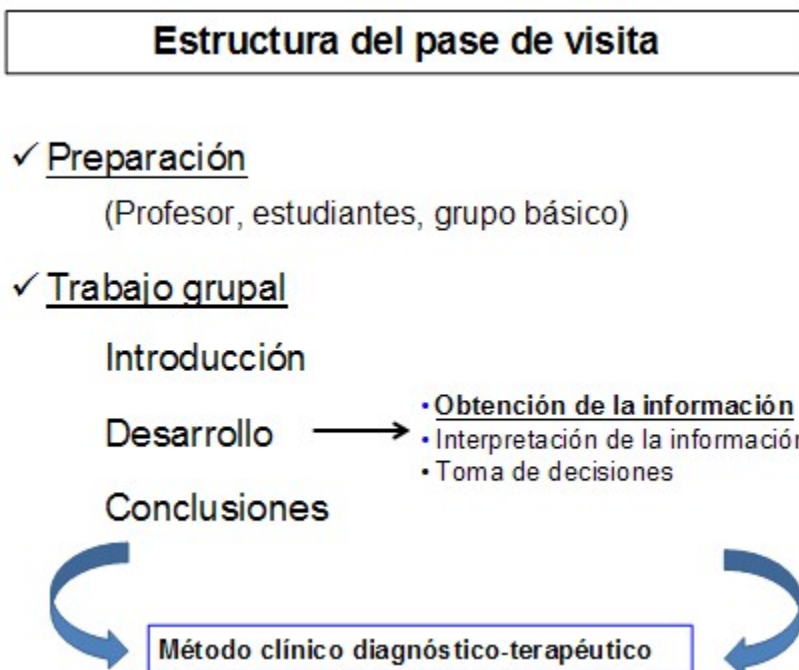 Estructura del pase de visita
✓ Preparación
(Profesor, estudiantes, grupo básico)
✓ Trabajo grupal
Introducción
Desarrollo
• Obtención de la información
• Interpretación de la información
• Toma de decisiones
Conclusiones
Método clínico diagnóstico-terapéutico